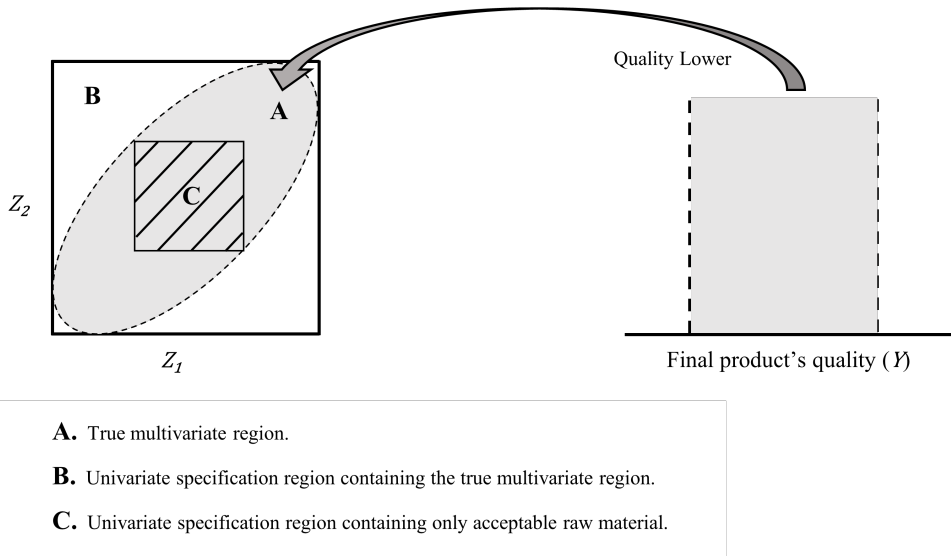 Quality Lower
B
A
C
Z2
Z1
Final product’s quality (Y)
A. True multivariate region.
B. Univariate specification region containing the true multivariate region.
C. Univariate specification region containing only acceptable raw material.